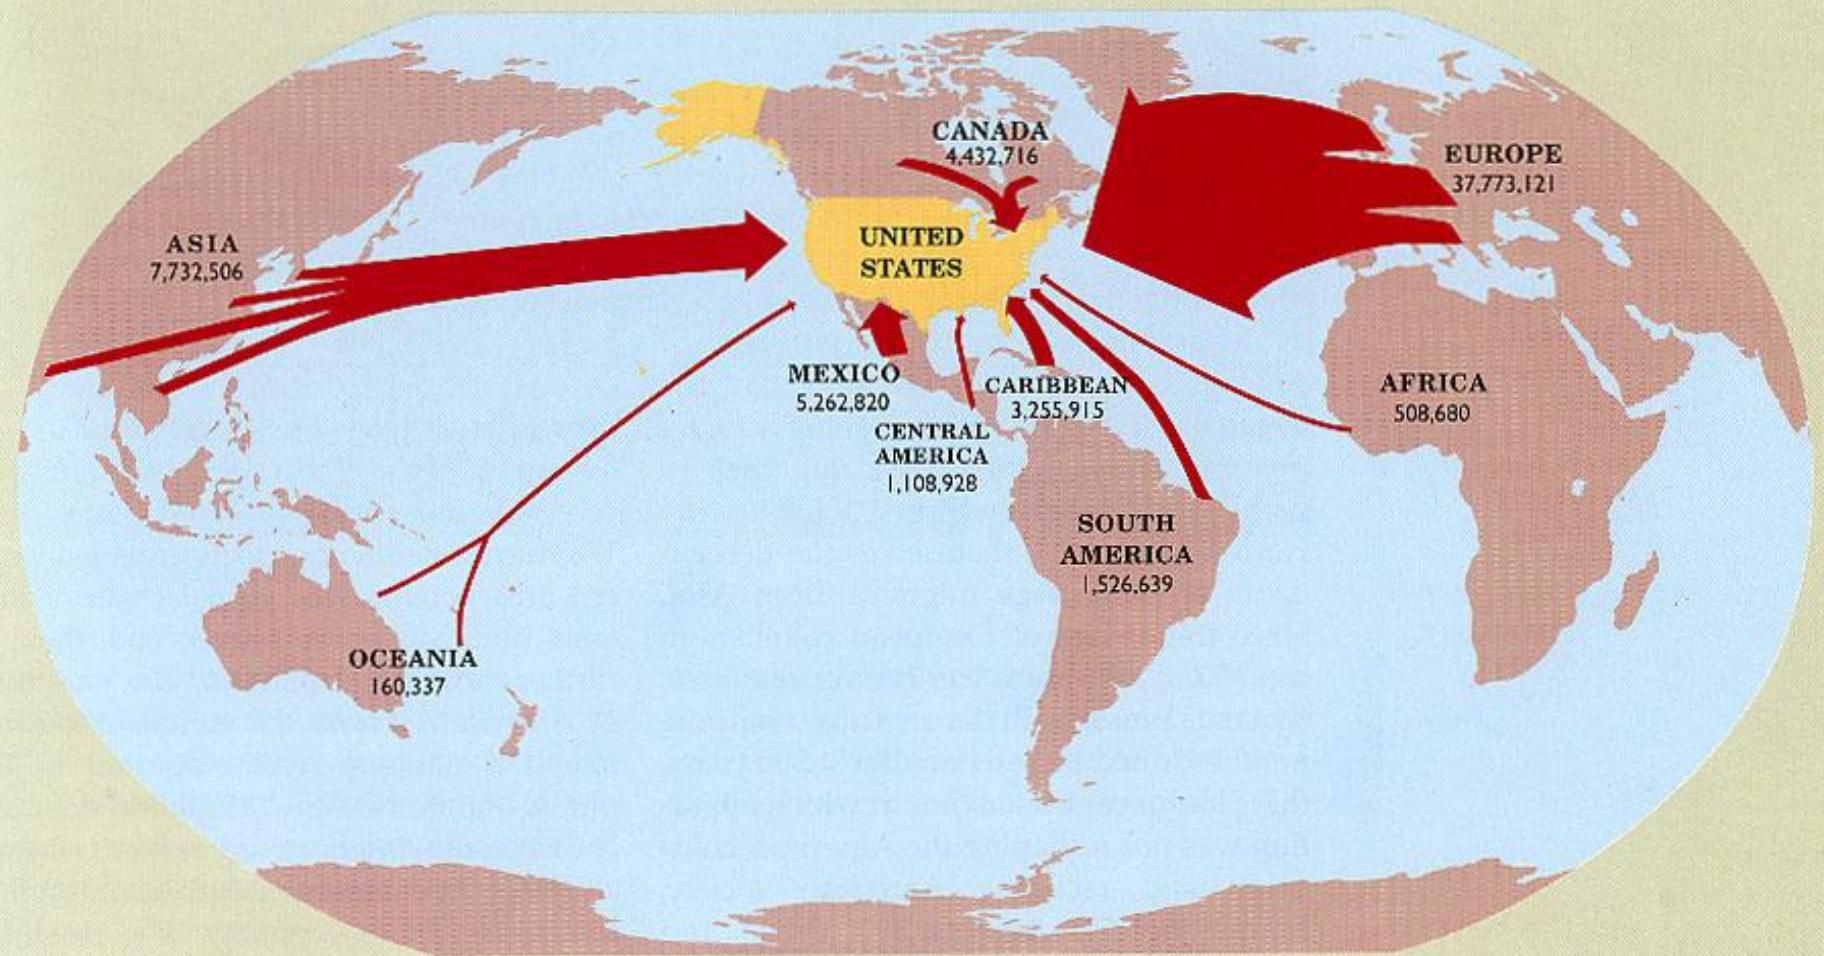 CANADA
4,432,716
EUROPE
37,773,121
ASIA
7,732,506
UNITED
STATES
MEXICO
5,262,820
CARIBBEAN
3,255,915
AFRICA
508,680
CENTRAL
AMERICA
1,108,928
SOUTH
AMERICA
1,526,639
OCEANIA
160,337